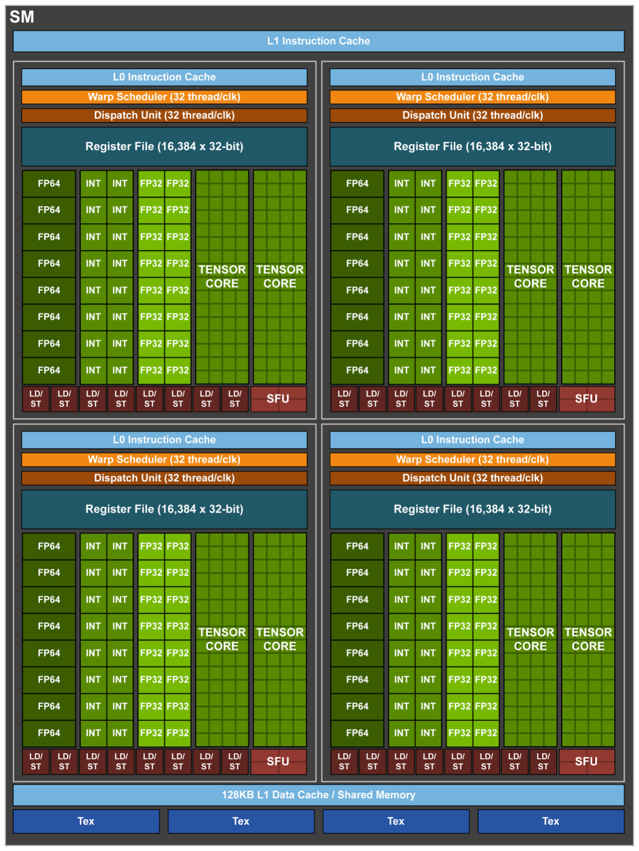 SM
L1 Instruction Cache
L0 Instruction Cache
Warp Scheduler (32 thread/clk)
Dispatch Unit (32 thread/clk)
Register File (16,384 x 32-bit)
FP64 INT INT FP32 FP32
FP64 INT INT FP32 FP32
FP64 INT INT FP32 FP32
FP64 INT INT FP32 FP32
TENSOR TENSOR
CORE CORE
FP64 INT INT FP32 FP32
FP64 INT INT FP32 FP32
FP64 INT INT FP32 FP32
FP64 INT INT FP32 FP32
LD/ LD/ LD/ LD/ LD/ LD/ LD/ LD/
ST ST ST ST ST ST ST ST
SFU
L0 Instruction Cache
Warp Scheduler (32 thread/clk)
Dispatch Unit (32 thread/clk)
Register File (16,384 x 32-bit)
FP64 INT INT FP32 FP32
FP64 INT INT FP32 FP32
FP64 INT INT FP32 FP32
FP64 INT INT FP32 FP32
TENSOR TENSOR
CORE CORE
FP64 INT INT FP32 FP32
FP64 INT INT FP32 FP32
FP64 INT INT FP32 FP32
FP64 INT INT FP32 FP32
LD/ LD/ LD/ LD/ LD/ LD/ LD/ LD/
ST ST ST ST ST ST ST ST
SFU
L0 Instruction Cache
Warp Scheduler (32 thread/clk)
Dispatch Unit (32 thread/clk)
Register File (16,384 x 32-bit)
FP64 INT INT FP32 FP32
FP64 INT INT FP32 FP32
FP64 INT INT FP32 FP32
FP64 INT INT FP32 FP32
TENSOR TENSOR
CORE CORE
FP64 INT INT FP32 FP32
FP64 INT INT FP32 FP32
FP64 INT INT FP32 FP32
FP64 INT INT FP32 FP32
LD/ LD/ LD/ LD/ LD/ LD/ LD/ LD/
ST ST ST ST ST ST ST ST
SFU
L0 Instruction Cache
Warp Scheduler (32 thread/clk)
Dispatch Unit (32 thread/clk)
Register File (16,384 x 32-bit)
FP64 INT INT FP32 FP32
FP64 INT INT FP32 FP32
FP64 INT INT FP32 FP32
FP64 INT INT FP32 FP32
TENSOR TENSOR
CORE CORE
FP64 INT INT FP32 FP32
FP64 INT INT FP32 FP32
FP64 INT INT FP32 FP32
FP64 INT INT FP32 FP32
LD/ LD/ LD/ LD/ LD/ LD/ LD/ LD/
ST ST ST ST ST ST ST ST
SFU
128KB L1 Data Cache / Shared Memory
Tex Tex Tex Tex